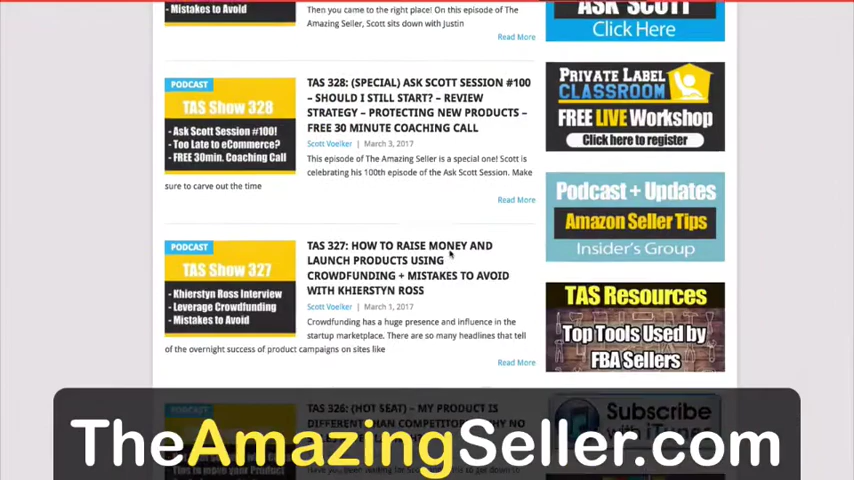 Mistakes to Avoid
Then you came to the right place! On this episode of The
Amazing Seller, Scott sits down with Justin
Read More
ASK SCOTT
Click Here
PODCAST
TAS Show 328
- Ask Scott Session #100!
- Too Late to eCommerce?
- FREE 30min. Coaching Call
TAS 328: (SPECIAL) ASK SCOTT SESSION #100
– SHOULD I STILL START? – REVIEW
STRATEGY – PROTECTING NEW PRODUCTS –
FREE 30 MINUTE COACHING CALL
Scott Voelker | March 3, 2017
This episode of The Amazing Seller is a special one! Scott is
celebrating his 100th episode of the Ask Scott Session. Make
sure to carve out the time
Read More
PRIVATE LABEL
CLASSROOM
FREE LIVE Workshop
Click here to register
Podcast + Updates
Amazon Seller Tips
Insider's Group
PODCAST
TAS Show 327
- Khierstyn Ross Interview
- Leverage Crowdfunding
- Mistakes to Avoid
TAS 327: HOW TO RAISE MONEY AND
LAUNCH PRODUCTS USING
CROWDFUNDING + MISTAKES TO AVOID
WITH KHIERSTYN ROSS
Scott Voelker | March 1, 2017
Crowdfunding has a huge presence and influence in the
startup marketplace. There are so many headlines that tell
of the overnight success of product campaigns on sites like
Read More
TAS Resources
Top Tools Used by
FBA Sellers
PODCAST
TAS 326: (HOT SEAT) – MY PRODUCT IS
DIFFERENT THAN COMPETITOR
NO
Subscribe
with iTunes
TheAmazingSeller.com